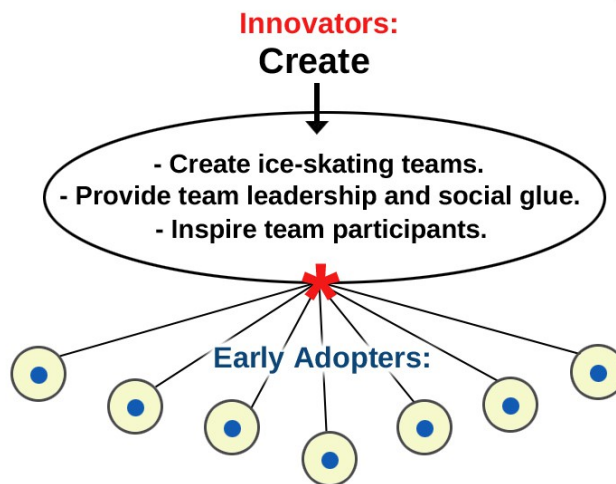 Innovators:
Create
- Create ice-skating teams.
- Provide team leadership and social glue.
- Inspire team participants.
*
Early Adopters: